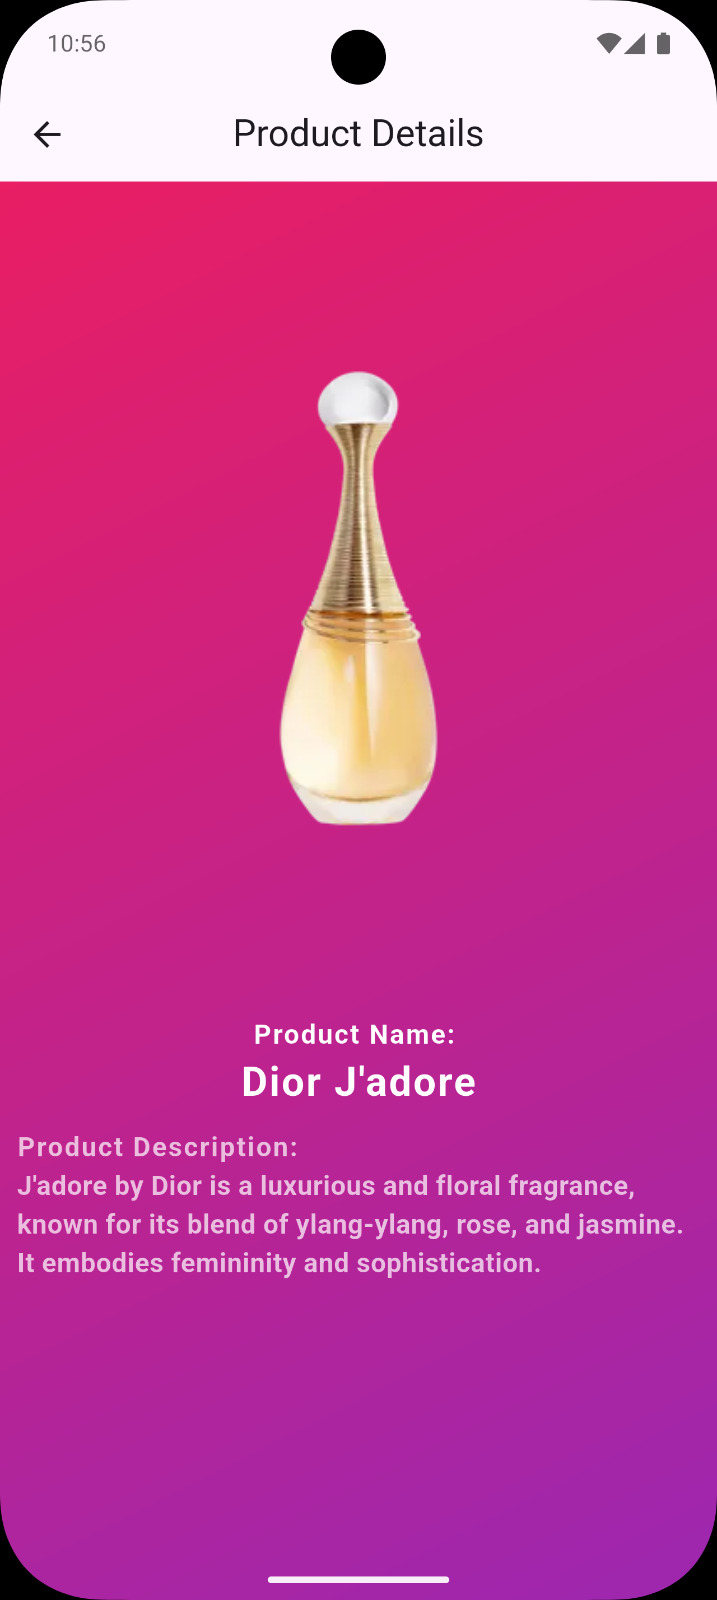 10:56
Product Details
Product Name:
Dior J'adore
Product Description:
J'adore by Dior is a luxurious and floral fragrance,
known for its blend of ylang-ylang, rose, and jasmine.
It embodies femininity and sophistication.